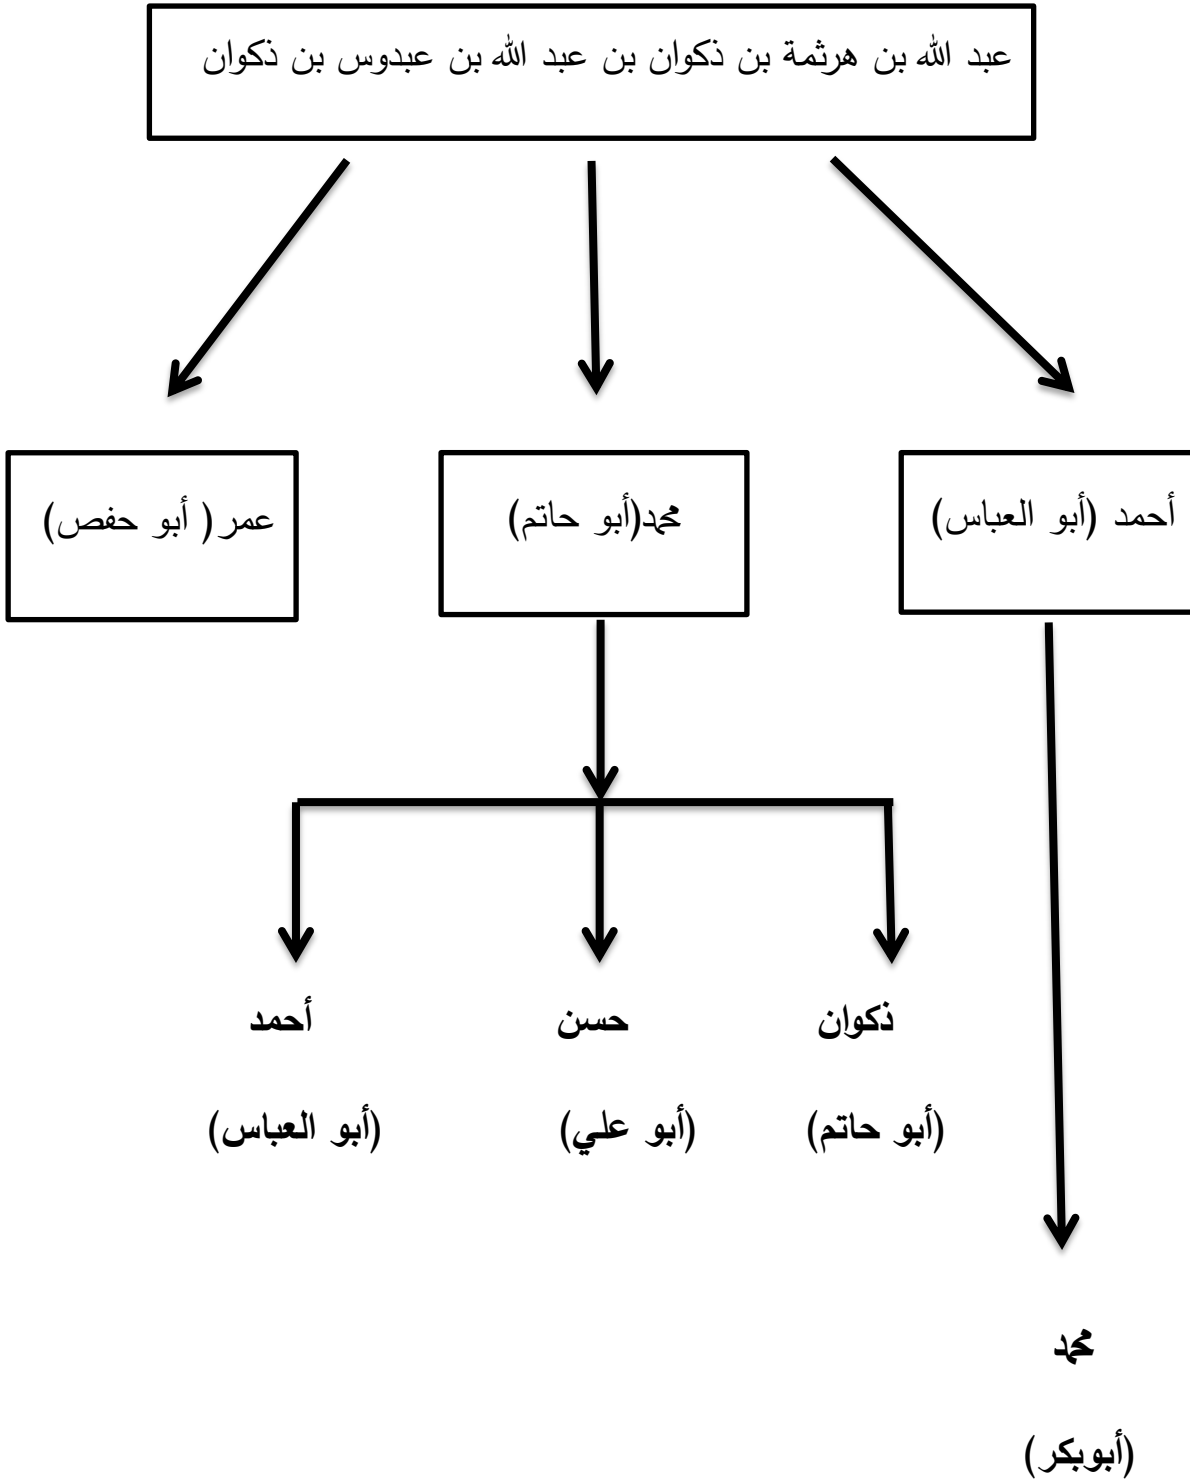 عبد الله بن هرثمة بن ذكوان بن عبد الله بن عبدوس بن ذكوان
أحمد (أبو العباس)
محمد(أبو حاتم)
عمر( أبو حفص)
ذكوان
(أبو حاتم)
حسن
(أبو علي)
أحمد
(أبو العباس)
محمد
(أبوبكر)